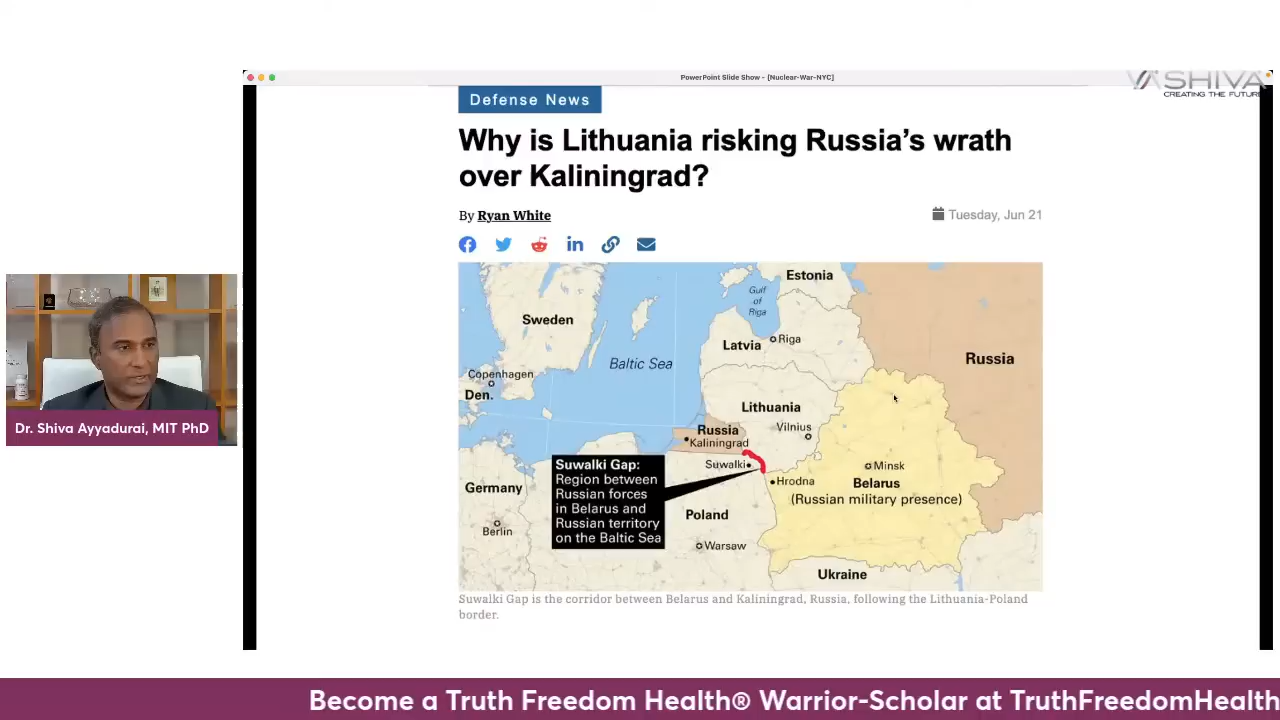 PowerPoint Slide Show - [Nuclear-War-NYC]
VASHIVA
CREATING THE FUTURE
Defense News
Why is Lithuania risking Russia’s wrath
over Kaliningrad?
By Ryan White
Tuesday, Jun 21
Estonia
Gulf
of
Riga
Sweden
Latvia
Riga
Russia
Baltic Sea
Copenhagen
Den.
Lithuania
Vilnius
Russia
Kaliningrad
Suwalki
Minsk
Hrodna
Belarus
(Russian military presence)
Suwalki Gap:
Region between
Russian forces
in Belarus and
Russian territory
on the Baltic Sea
Germany
Berlin
Poland
Warsaw
Ukraine
Suwalki Gap is the corridor between Belarus and Kaliningrad, Russia, following the Lithuania-Poland
border.
Dr. Shiva Ayyadurai, MIT PhD
Become a Truth Freedom Health® Warrior-Scholar at TruthFreedomHealth